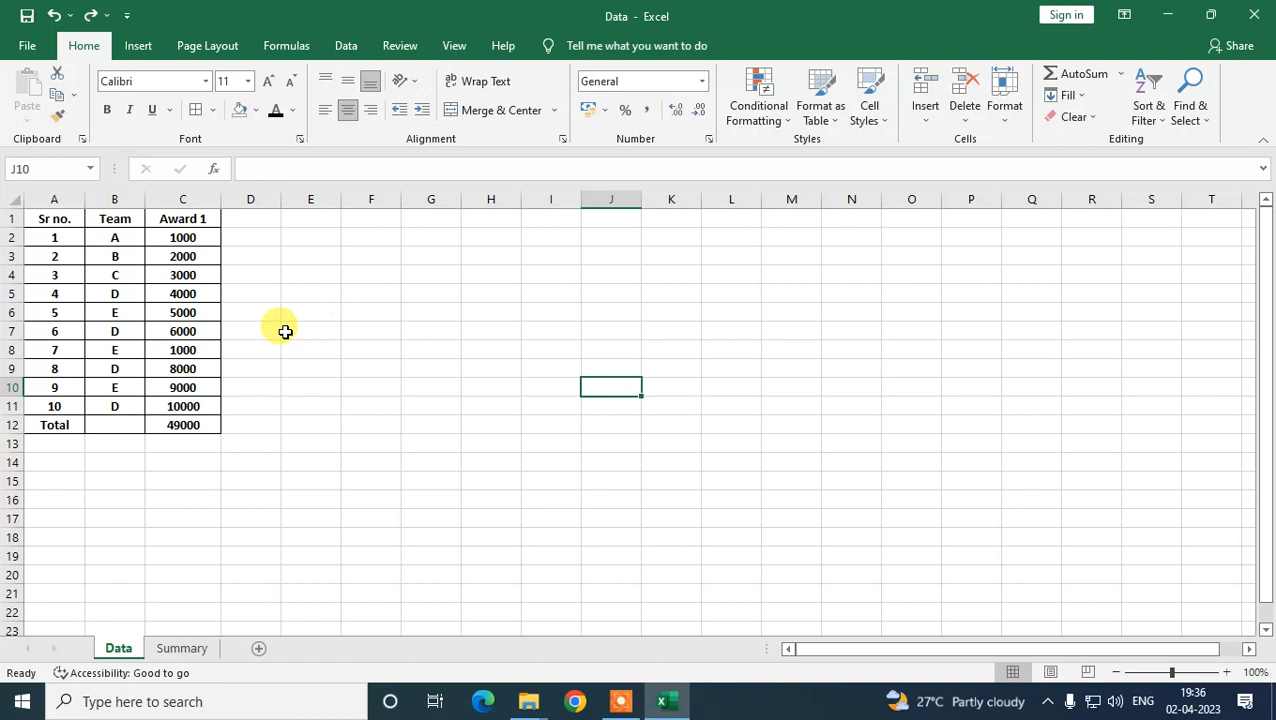 Data - Excel
Sign in
File Home Insert Page Layout Formulas Data Review View Help Tell me what you want to do Share
Paste
Clipboard
Calibri 11
B I U
Font
Wrap Text
Merge & Center
Alignment
General
Number
Conditional Formatting
Format as Table
Cell Styles
Styles
Insert Delete Format
Cells
AutoSum
Fill
Clear
Sort & Filter
Find & Select
Editing
J10 fx
A B C D E F G H I J K L M N O P Q R S T
1 Sr no. Team Award 1
2 1 A 1000
3 2 B 2000
4 3 C 3000
5 4 D 4000
6 5 E 5000
7 6 D 6000
8 7 E 1000
9 8 D 8000
10 9 E 9000
11 10 D 10000
12 Total 49000
13
14
15
16
17
18
19
20
21
22
23
Data Summary
Ready Accessibility: Good to go 100%
Type here to search 27°C Partly cloudy ENG 19:36
02-04-2023